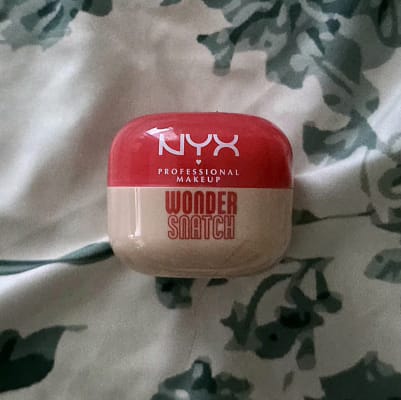 NYX
PROFESSIONAL
MAKEUP
WONDER
SNATCH